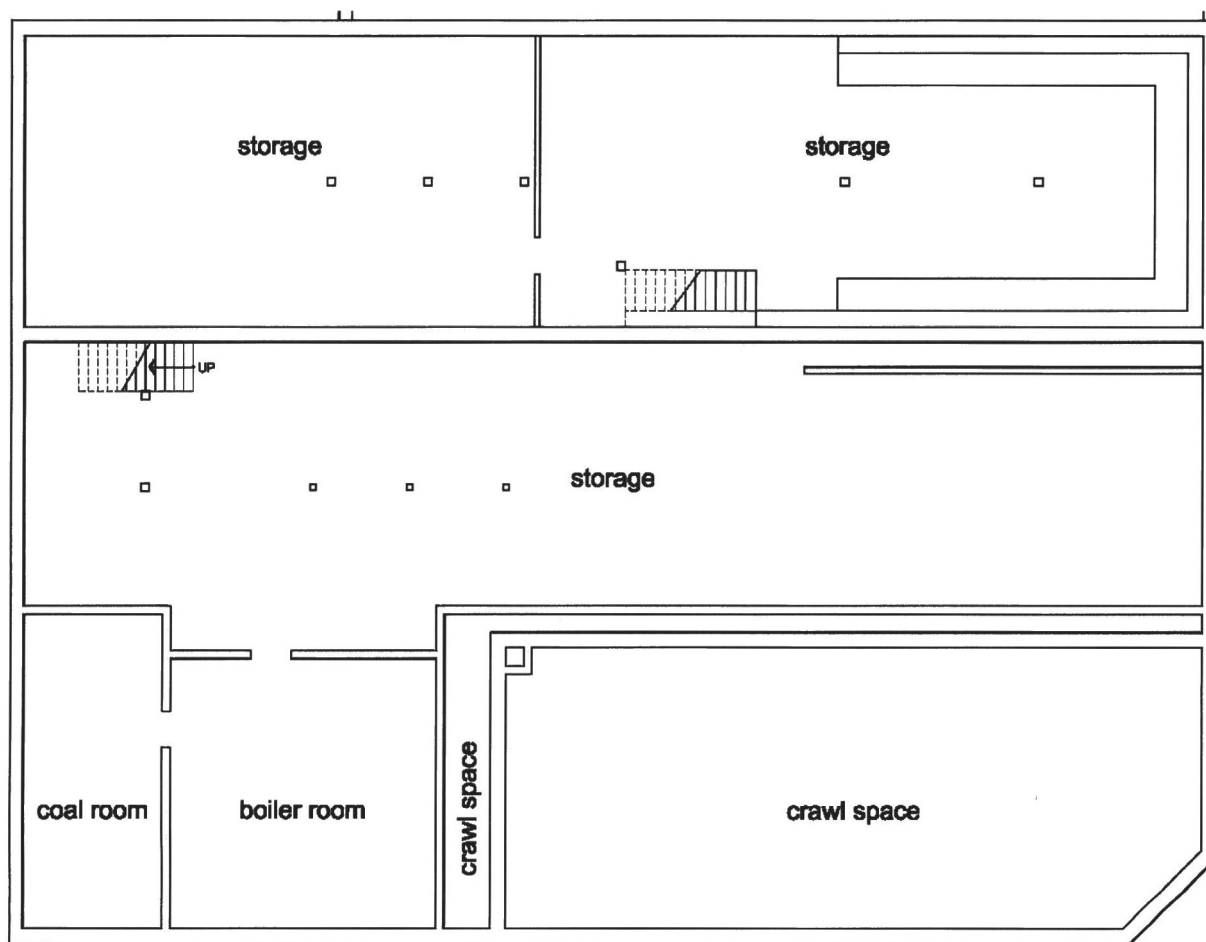 storage
storage
UP
storage
coal room
boiler room
crawl space
crawl space